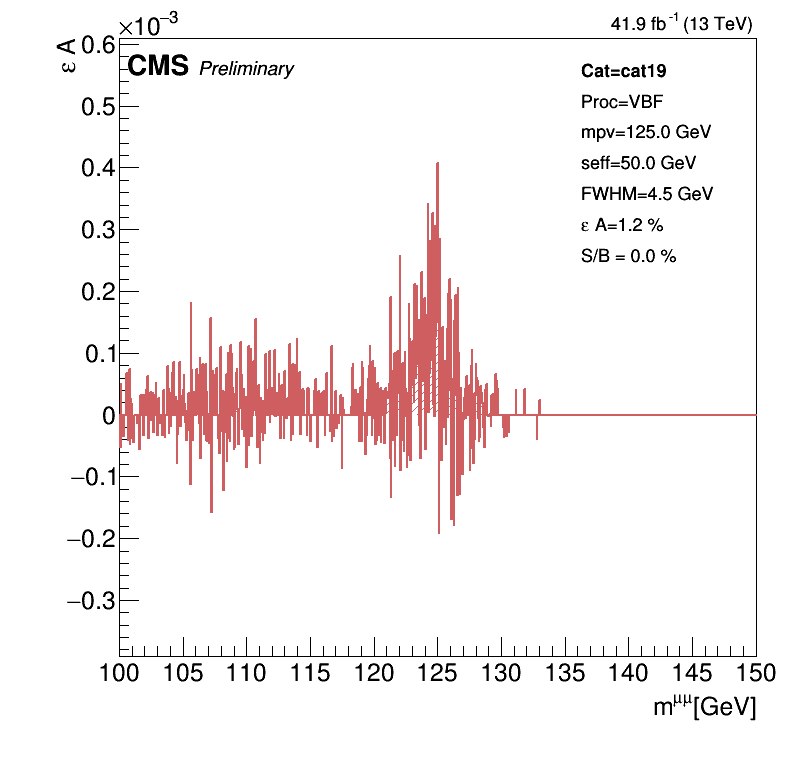 ×10⁻³
41.9 fb⁻¹ (13 TeV)
ε A
CMS Preliminary
Cat=cat19
Proc=VBF
mpv=125.0 GeV
seff=50.0 GeV
FWHM=4.5 GeV
ε A=1.2 %
S/B = 0.0 %
0.6
0.5
0.4
0.3
0.2
0.1
0
−0.1
−0.2
−0.3
100 105 110 115 120 125 130 135 140 145 150
m^μμ[GeV]